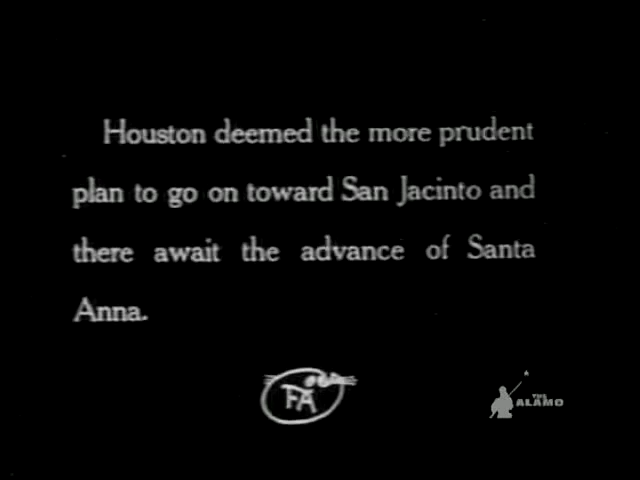 Houston deemed the more prudent
plan to go on toward San Jacinto and
there await the advance of Santa
Anna.
FA
THE
ALAMO